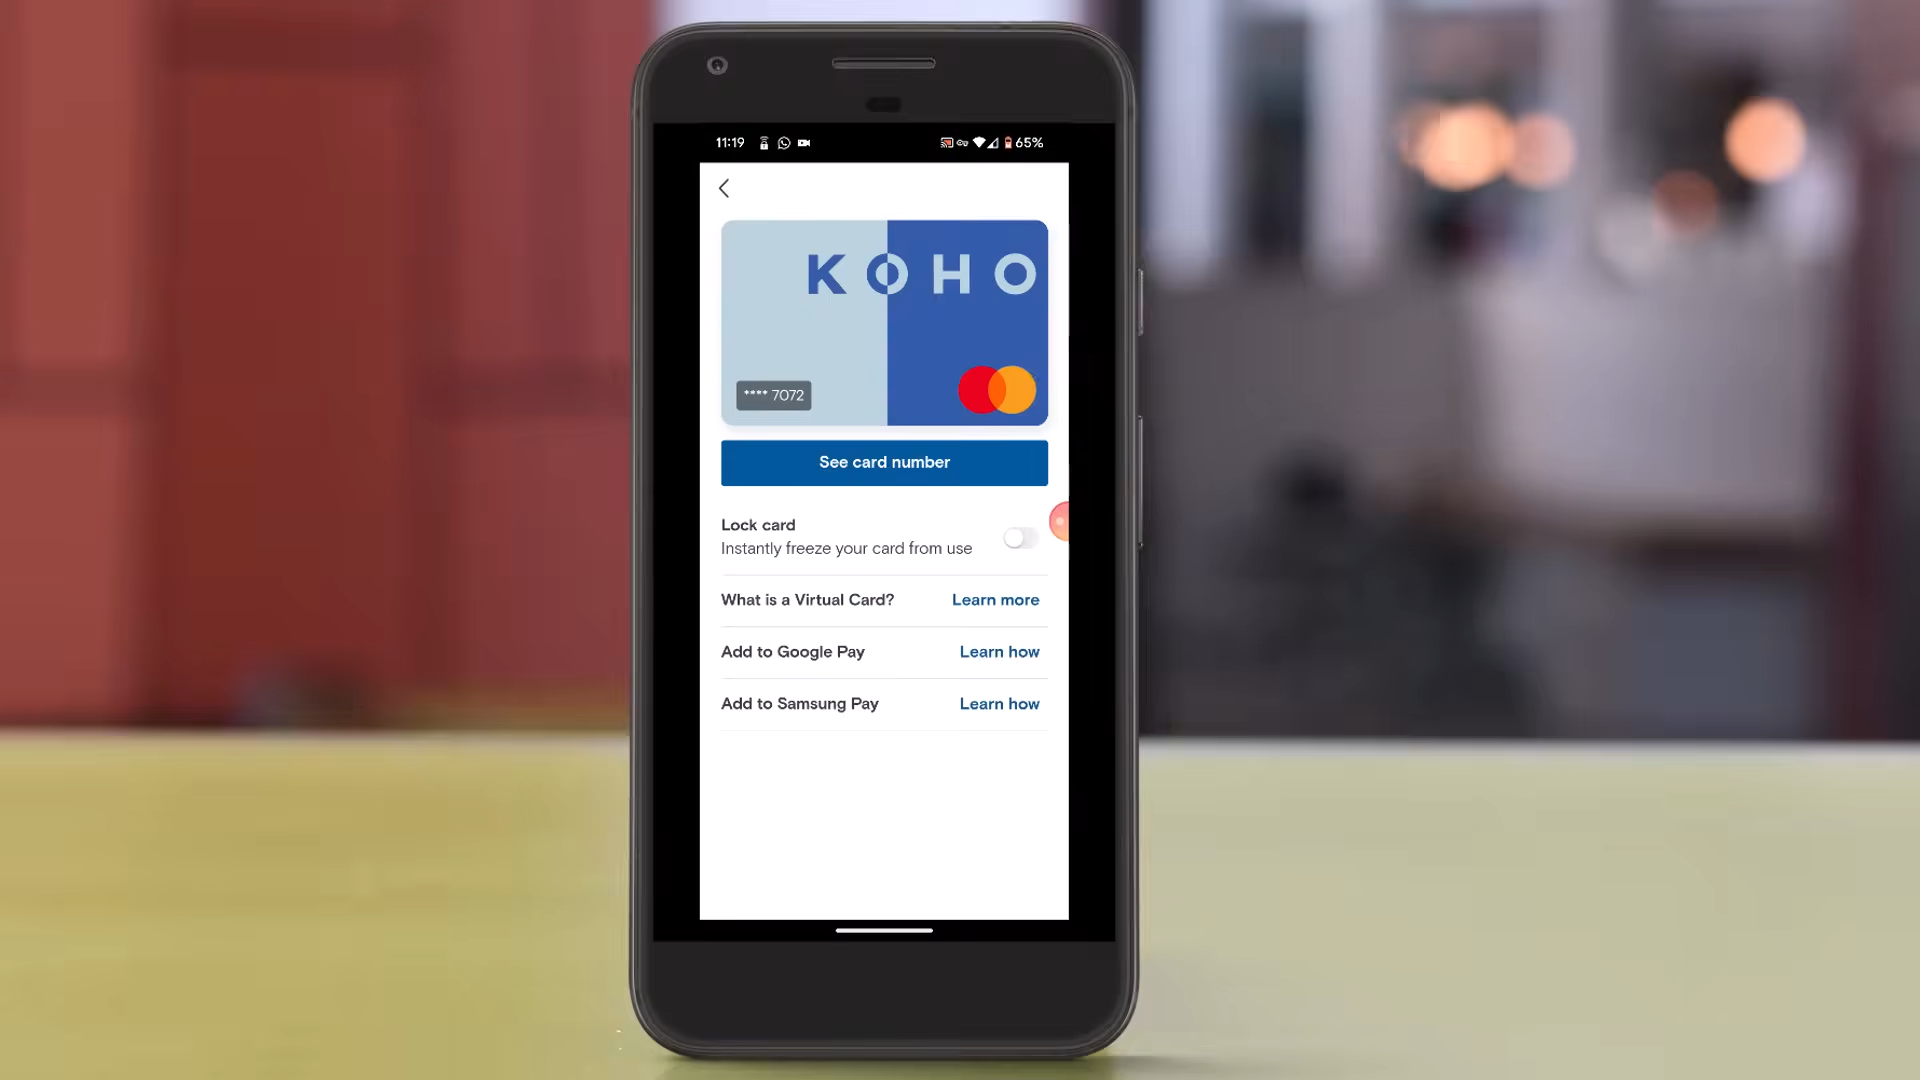 11:19 65%
KOHO
**** 7072
See card number
Lock card
Instantly freeze your card from use
What is a Virtual Card? Learn more
Add to Google Pay Learn how
Add to Samsung Pay Learn how